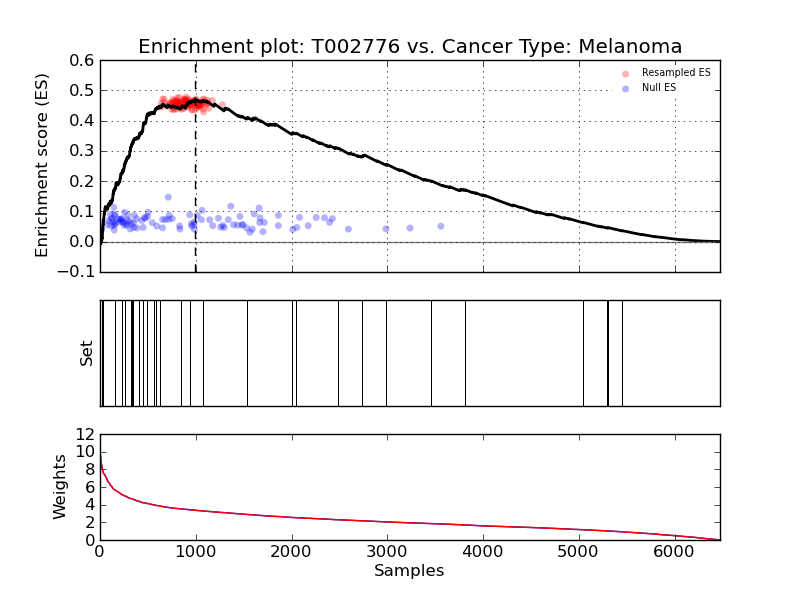 Enrichment plot: T002776 vs. Cancer Type: Melanoma
Enrichment score (ES)
0.6
0.5
0.4
0.3
0.2
0.1
0.0
−0.1
Resampled ES
Null ES
Set
Weights
12
10
8
6
4
2
0
0 1000 2000 3000 4000 5000 6000
Samples